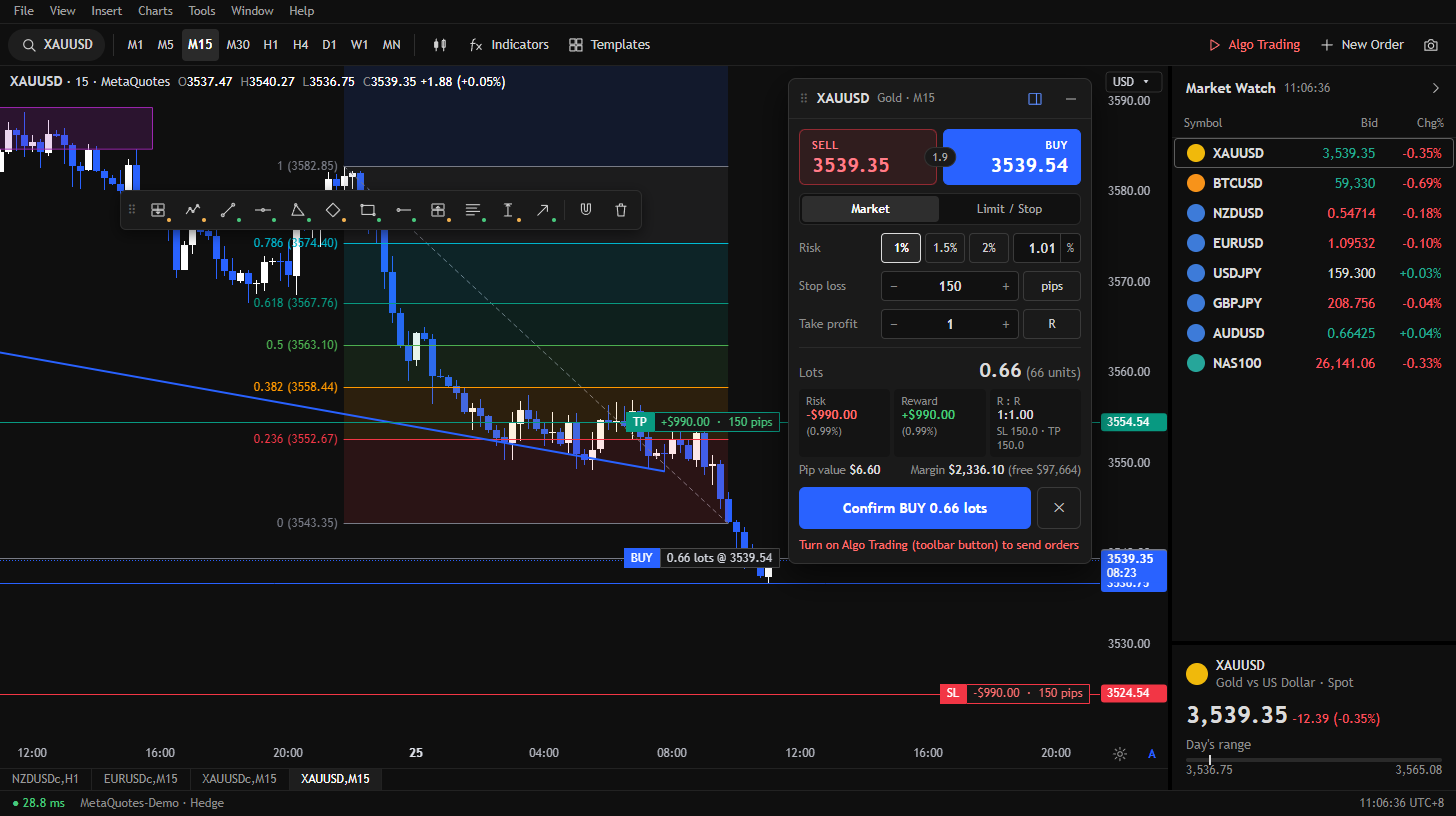 File View Insert Charts Tools Window Help
XAUUSD M1 M5 M15 M30 H1 H4 D1 W1 MN fx Indicators Templates Algo Trading New Order
XAUUSD · 15 · MetaQuotes O3537.47 H3540.27 L3536.75 C3539.35 +1.88 (+0.05%)
1 (3582.85)
0.786 (3574.40)
0.618 (3567.76)
0.5 (3563.10)
0.382 (3558.44)
0.236 (3552.67)
0 (3543.35)
TP +$990.00 · 150 pips
BUY 0.66 lots @ 3539.54
SL -$990.00 · 150 pips
XAUUSD Gold · M15
SELL
3539.35
1.9
BUY
3539.54
Market Limit / Stop
Risk 1% 1.5% 2% 1.01 %
Stop loss − 150 + pips
Take profit − 1 + R
Lots 0.66 (66 units)
Risk
-$990.00
(0.99%)
Reward
+$990.00
(0.99%)
R : R
1:1.00
SL 150.0 · TP
150.0
Pip value $6.60 Margin $2,336.10 (free $97,664)
Confirm BUY 0.66 lots
Turn on Algo Trading (toolbar button) to send orders
USD
3590.00
3580.00
3570.00
3560.00
3554.54
3550.00
3539.35
08:23
3536.75
3530.00
3524.54
12:00 16:00 20:00 25 04:00 08:00 12:00 16:00 20:00 A
NZDUSDc,H1 EURUSDc,M15 XAUUSDc,M15 XAUUSD,M15
28.8 ms MetaQuotes-Demo · Hedge
Market Watch 11:06:36
Symbol Bid Chg%
XAUUSD 3,539.35 -0.35%
BTCUSD 59,330 -0.69%
NZDUSD 0.54714 -0.18%
EURUSD 1.09532 -0.10%
USDJPY 159.300 +0.03%
GBPJPY 208.756 -0.04%
AUDUSD 0.66425 +0.04%
NAS100 26,141.06 -0.33%
XAUUSD
Gold vs US Dollar · Spot
3,539.35 -12.39 (-0.35%)
Day's range
3,536.75 3,565.08
11:06:36 UTC+8